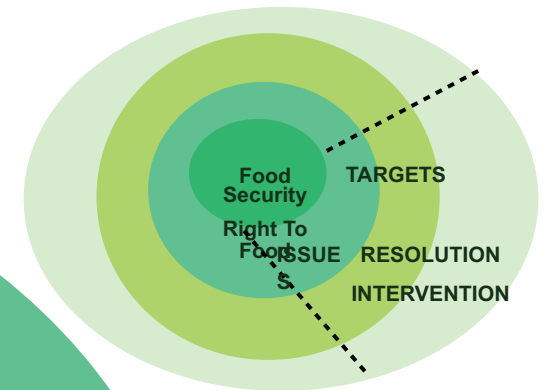 Food
Security
TARGETS
Right To
Food
ISSUE
S
RESOLUTION
INTERVENTION